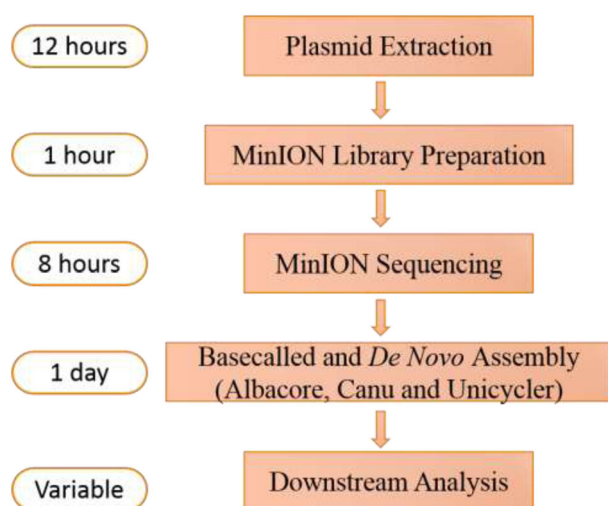 12 hours
Plasmid Extraction
1 hour
MinION Library Preparation
8 hours
MinION Sequencing
1 day
Basecalled and De Novo Assembly
(Albacore, Canu and Unicycler)
Variable
Downstream Analysis